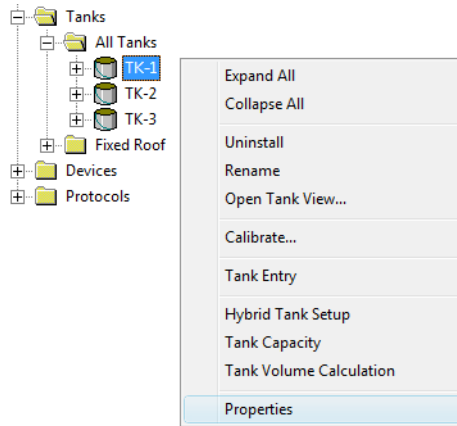 Tanks
All Tanks
TK-1
TK-2
TK-3
Fixed Roof
Devices
Protocols
Expand All
Collapse All
Uninstall
Rename
Open Tank View...
Calibrate...
Tank Entry
Hybrid Tank Setup
Tank Capacity
Tank Volume Calculation
Properties